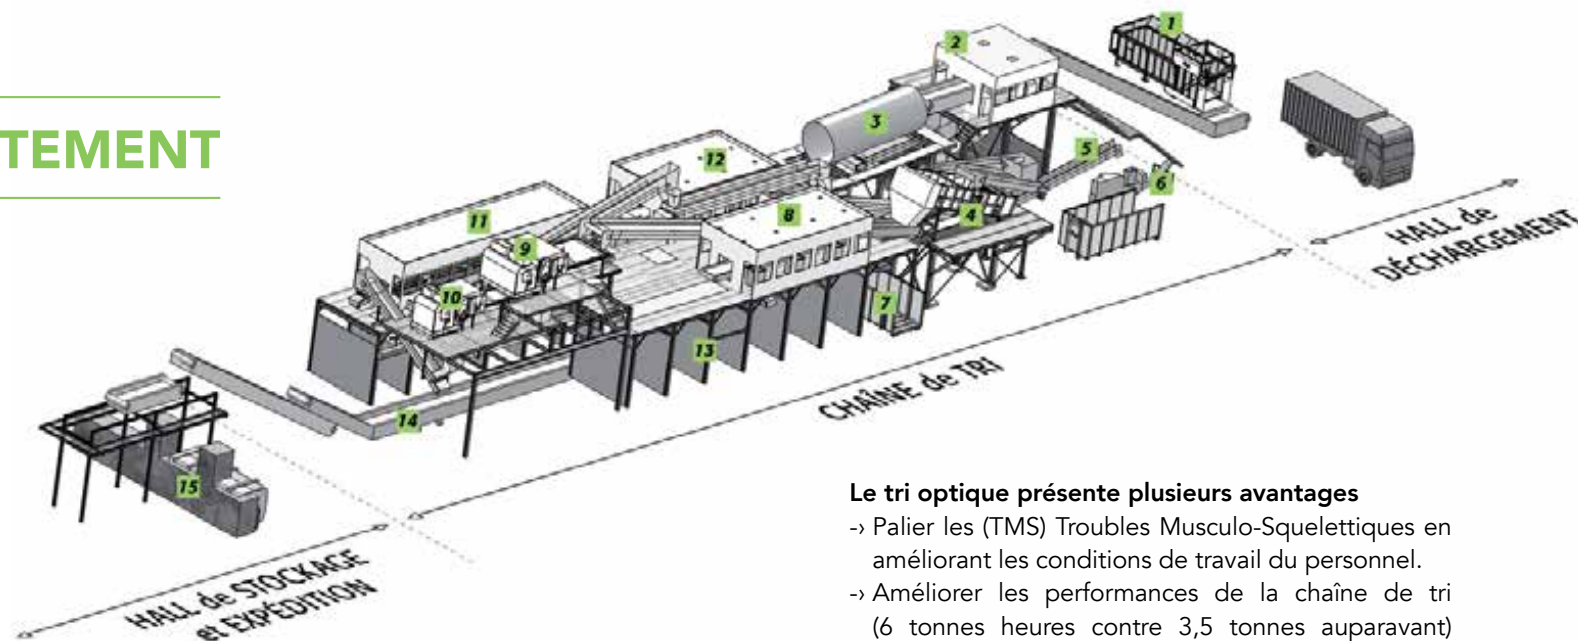 TEMENT
1
2
3
12
5
6
4
8
11
9
10
7
13
14
15
HALL de
DÉCHARGEMENT
CHAÎNE de TRI
HALL de STOCKAGE
et EXPÉDITION
Le tri optique présente plusieurs avantages
-› Palier les (TMS) Troubles Musculo-Squelettiques en
améliorant les conditions de travail du personnel.
-› Améliorer les performances de la chaîne de tri
(6 tonnes heures contre 3,5 tonnes auparavant)